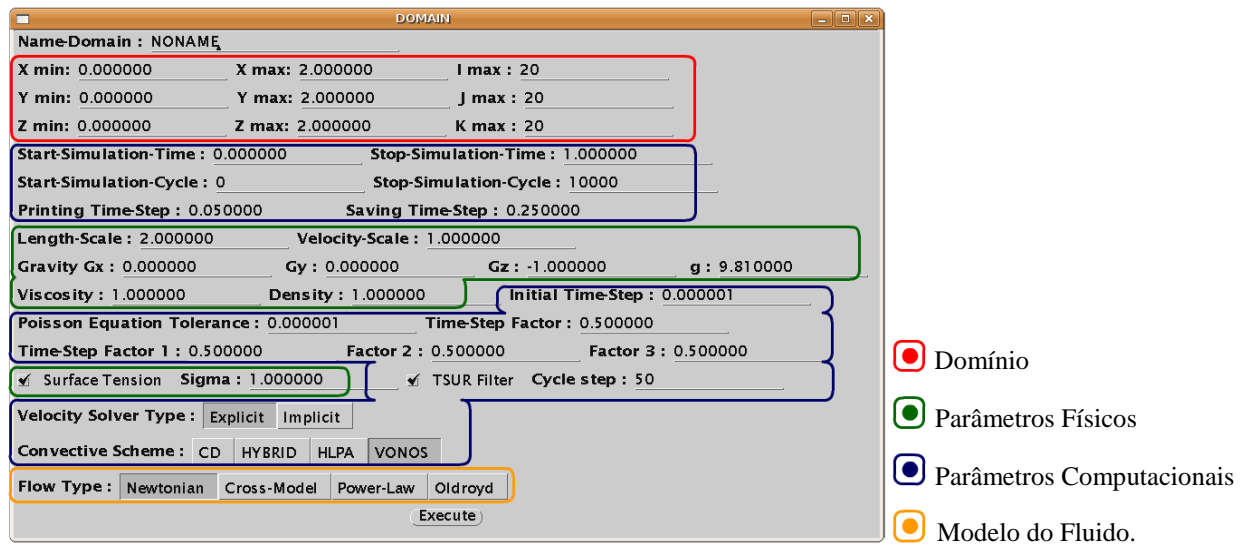 DOMAIN
Name-Domain : NONAME
X min: 0.000000 X max: 2.000000 I max : 20
Y min: 0.000000 Y max: 2.000000 J max : 20
Z min: 0.000000 Z max: 2.000000 K max : 20
Start-Simulation-Time : 0.000000 Stop-Simulation-Time : 1.000000
Start-Simulation-Cycle : 0 Stop-Simulation-Cycle : 10000
Printing Time-Step : 0.050000 Saving Time-Step : 0.250000
Length-Scale : 2.000000 Velocity-Scale : 1.000000
Gravity Gx : 0.000000 Gy : 0.000000 Gz : -1.000000 g : 9.810000
Viscosity : 1.000000 Density : 1.000000 Initial Time-Step : 0.000001
Poisson Equation Tolerance : 0.000001 Time-Step Factor : 0.500000
Time-Step Factor 1 : 0.500000 Factor 2 : 0.500000 Factor 3 : 0.500000
Surface Tension Sigma : 1.000000 TSUR Filter Cycle step : 50
Velocity Solver Type : Explicit Implicit
Convective Scheme : CD HYBRID HLPA VONOS
Flow Type : Newtonian Cross-Model Power-Law Oldroyd
Execute
Domínio
Parâmetros Físicos
Parâmetros Computacionais
Modelo do Fluido.